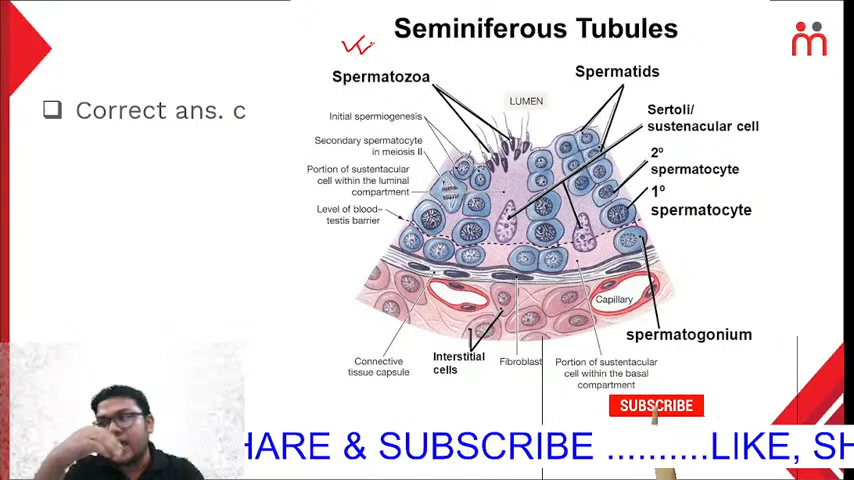 Seminiferous Tubules
❑ Correct ans. c
Spermatozoa
Spermatids
LUMEN
Initial spermiogenesis
Sertoli/
sustenacular cell
Secondary spermatocyte
in meiosis II
2º
spermatocyte
Portion of sustentacular
cell within the luminal
compartment
1º
spermatocyte
Level of blood–
testis barrier
Capillary
spermatogonium
Connective
tissue capsule
Interstitial
cells
Fibroblast
Portion of sustentacular
cell within the basal
compartment
SUBSCRIBE
HARE & SUBSCRIBE ..........LIKE, SH